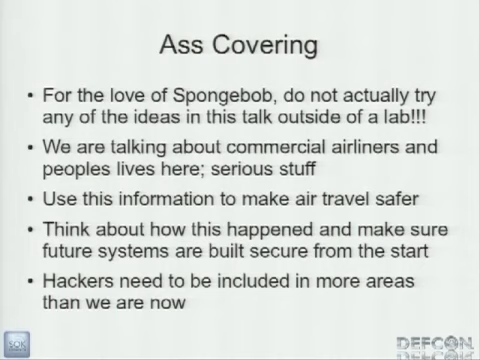 Ass Covering
• For the love of Spongebob, do not actually try
any of the ideas in this talk outside of a lab!!!
• We are talking about commercial airliners and
peoples lives here; serious stuff
• Use this information to make air travel safer
• Think about how this happened and make sure
future systems are built secure from the start
• Hackers need to be included in more areas
than we are now
DEFCON